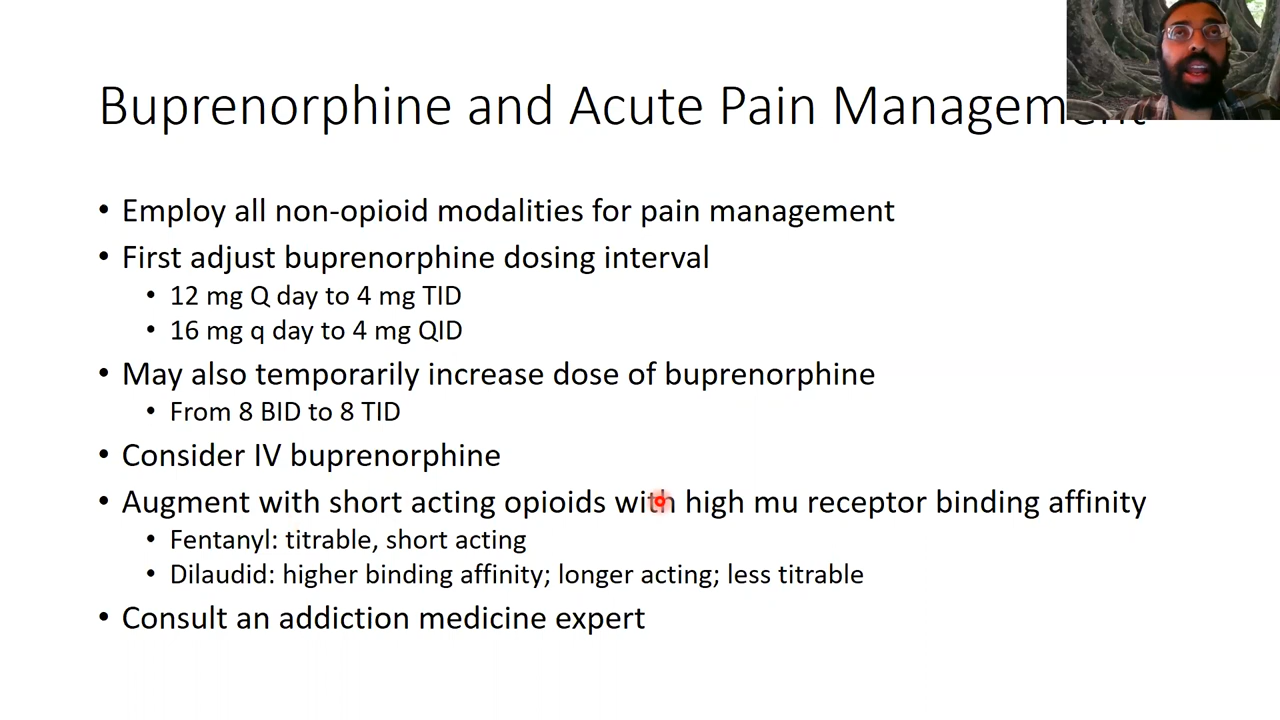 Buprenorphine and Acute Pain Management
• Employ all non-opioid modalities for pain management
• First adjust buprenorphine dosing interval
• 12 mg Q day to 4 mg TID
• 16 mg q day to 4 mg QID
• May also temporarily increase dose of buprenorphine
• From 8 BID to 8 TID
• Consider IV buprenorphine
• Augment with short acting opioids with high mu receptor binding affinity
• Fentanyl: titrable, short acting
• Dilaudid: higher binding affinity; longer acting; less titrable
• Consult an addiction medicine expert